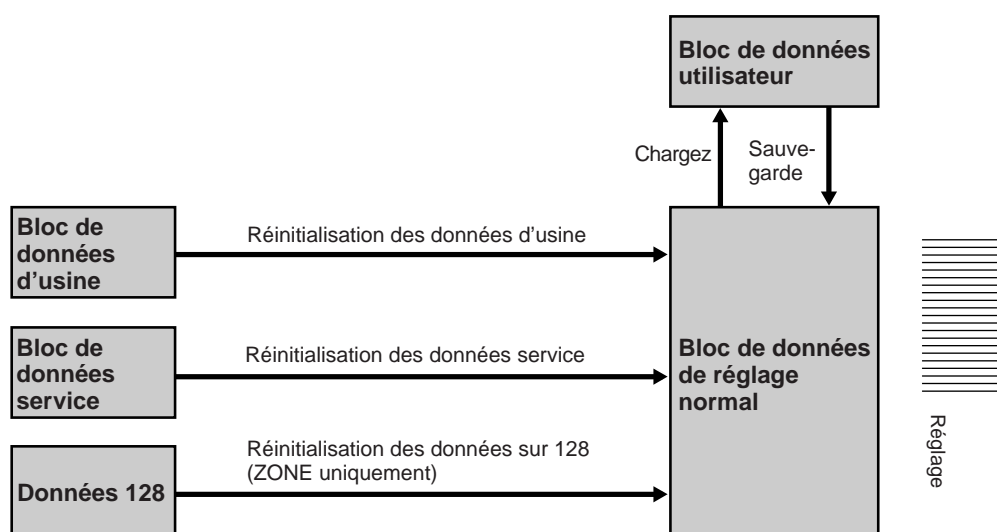 Bloc de données
utilisateur
Chargez
Sauve-
garde
Bloc de
données
d'usine
Réinitialisation des données d'usine
Bloc de
données
service
Réinitialisation des données service
Bloc de données
de réglage
normal
Données 128
Réinitialisation des données sur 128
(ZONE uniquement)
Réglage